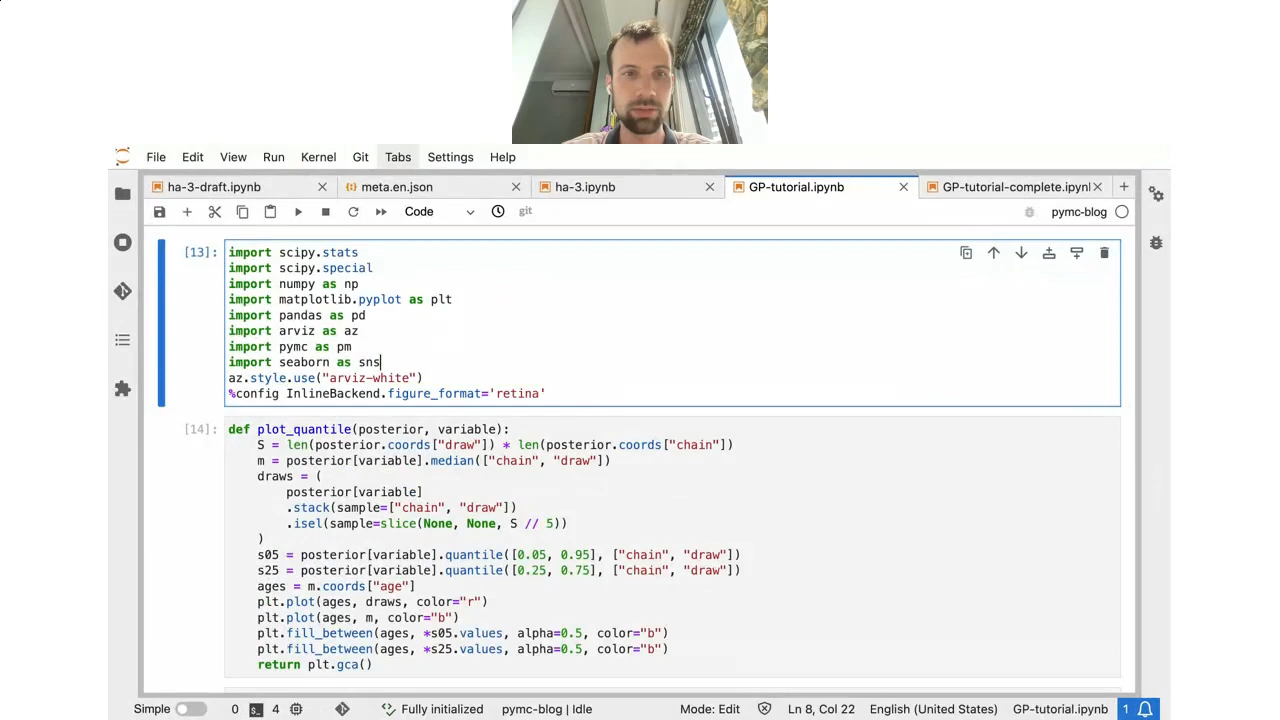 File Edit View Run Kernel Git Tabs Settings Help
ha-3-draft.ipynb meta.en.json ha-3.ipynb GP-tutorial.ipynb GP-tutorial-complete.ipynl
Code git pymc-blog
[13]: import scipy.stats
import scipy.special
import numpy as np
import matplotlib.pyplot as plt
import pandas as pd
import arviz as az
import pymc as pm
import seaborn as sns
az.style.use("arviz-white")
%config InlineBackend.figure_format='retina'
[14]: def plot_quantile(posterior, variable):
S = len(posterior.coords["draw"]) * len(posterior.coords["chain"])
m = posterior[variable].median(["chain", "draw"])
draws = (
posterior[variable]
.stack(sample=["chain", "draw"])
.isel(sample=slice(None, None, S // 5))
)
s05 = posterior[variable].quantile([0.05, 0.95], ["chain", "draw"])
s25 = posterior[variable].quantile([0.25, 0.75], ["chain", "draw"])
ages = m.coords["age"]
plt.plot(ages, draws, color="r")
plt.plot(ages, m, color="b")
plt.fill_between(ages, *s05.values, alpha=0.5, color="b")
plt.fill_between(ages, *s25.values, alpha=0.5, color="b")
return plt.gca()
Simple 0 4 Fully initialized pymc-blog | Idle Mode: Edit Ln 8, Col 22 English (United States) GP-tutorial.ipynb 1